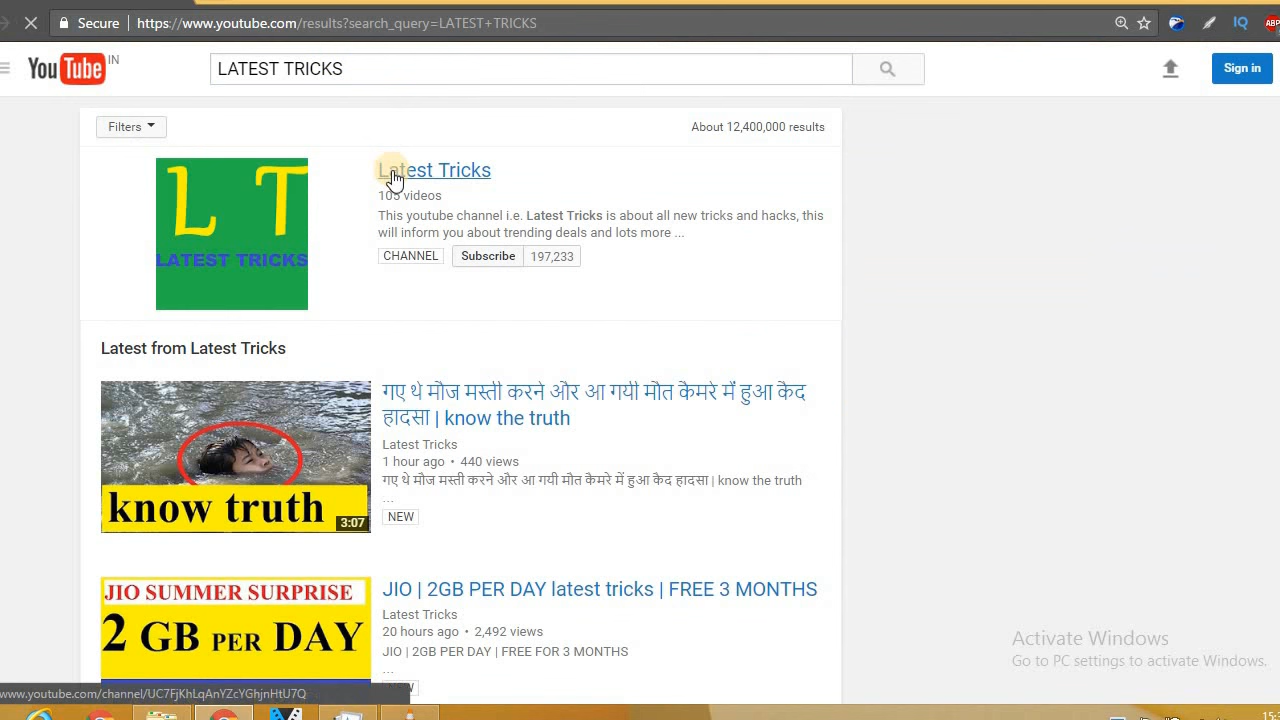 Secure https://www.youtube.com/results?search_query=LATEST+TRICKS
IQ
ABP
YouTube IN
LATEST TRICKS
Sign in
Filters
About 12,400,000 results
L T
LATEST TRICKS
Latest Tricks
105 videos
This youtube channel i.e. Latest Tricks is about all new tricks and hacks, this
will inform you about trending deals and lots more ...
CHANNEL Subscribe 197,233
Latest from Latest Tricks
know truth
3:07
गए थे मौज मस्ती करने और आ गयी मौत कैमरे में हुआ कैद
हादसा | know the truth
Latest Tricks
1 hour ago • 440 views
गए थे मौज मस्ती करने और आ गयी मौत कैमरे में हुआ कैद हादसा | know the truth
...
NEW
JIO SUMMER SURPRISE
2 GB PER DAY
JIO | 2GB PER DAY latest tricks | FREE 3 MONTHS
Latest Tricks
20 hours ago • 2,492 views
JIO | 2GB PER DAY | FREE FOR 3 MONTHS
...
Activate Windows
Go to PC settings to activate Windows.
www.youtube.com/channel/UC7FjKhLqAnYZcYGhjnHtU7Q